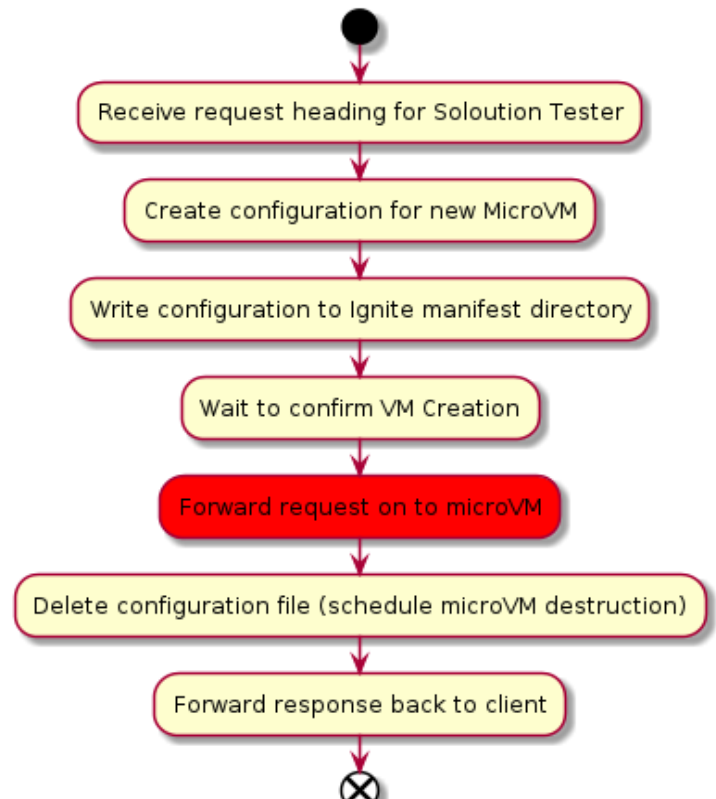 Receive request heading for Soloution Tester
Create configuration for new MicroVM
Write configuration to Ignite manifest directory
Wait to confirm VM Creation
Forward request on to microVM
Delete configuration file (schedule microVM destruction)
Forward response back to client